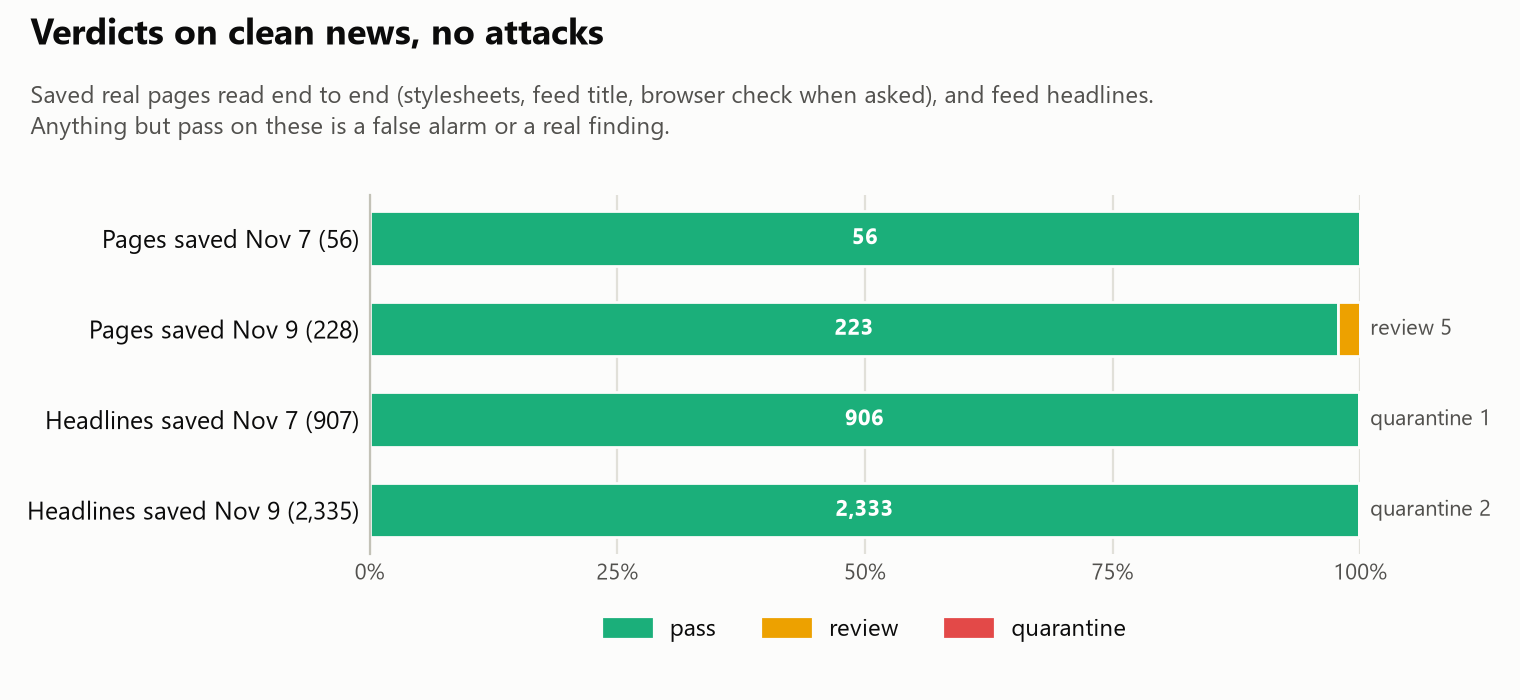 Verdicts on clean news, no attacks
Saved real pages read end to end (stylesheets, feed title, browser check when asked), and feed headlines.
Anything but pass on these is a false alarm or a real finding.
Pages saved Nov 7 (56)
56
Pages saved Nov 9 (228)
223
review 5
Headlines saved Nov 7 (907)
906
quarantine 1
Headlines saved Nov 9 (2,335)
2,333
quarantine 2
0%
25%
50%
75%
100%
pass
review
quarantine